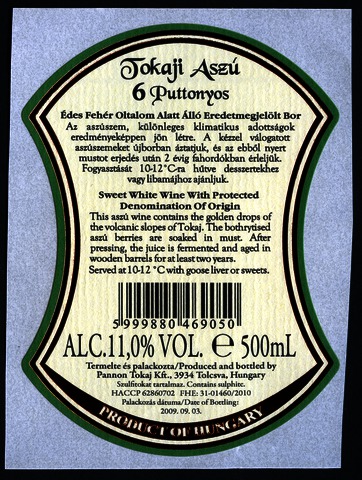 Tokaji Aszú
6 Puttonyos
Édes Fehér Oltalom Alatt Álló Eredetmegjelölt Bor
Az aszúszem, különleges klimatikus adottságok
eredményeképpen jön létre. A kézzel válogatott
aszúszemeket újborban áztatjuk, és az ebből nyert
mustot erjedés után 2 évig fahordókban érleljük.
Fogyasztását 10-12°C-ra hűtve desszertekhez
vagy libamájhoz ajánljuk.
Sweet White Wine With Protected
Denomination Of Origin
This aszú wine contains the golden drops of
the volcanic slopes of Tokaj. The bothrytised
aszú berries are soaked in must. After
pressing, the juice is fermented and aged in
wooden barrels for at least two years.
Served at 10-12 °C with goose liver or sweets.
5 999880 469050
ALC.11,0% VOL. ℮ 500mL
Termelte és palackozta/Produced and bottled by
Pannon Tokaj Kft., 3934 Tolcsva, Hungary
Szulfitokat tartalmaz. Contains sulphite.
HACCP 62860702 FHE: 31-01460/2010
Palackozás dátuma/Date of Bottling:
2009. 09. 03.
PRODUCT OF HUNGARY